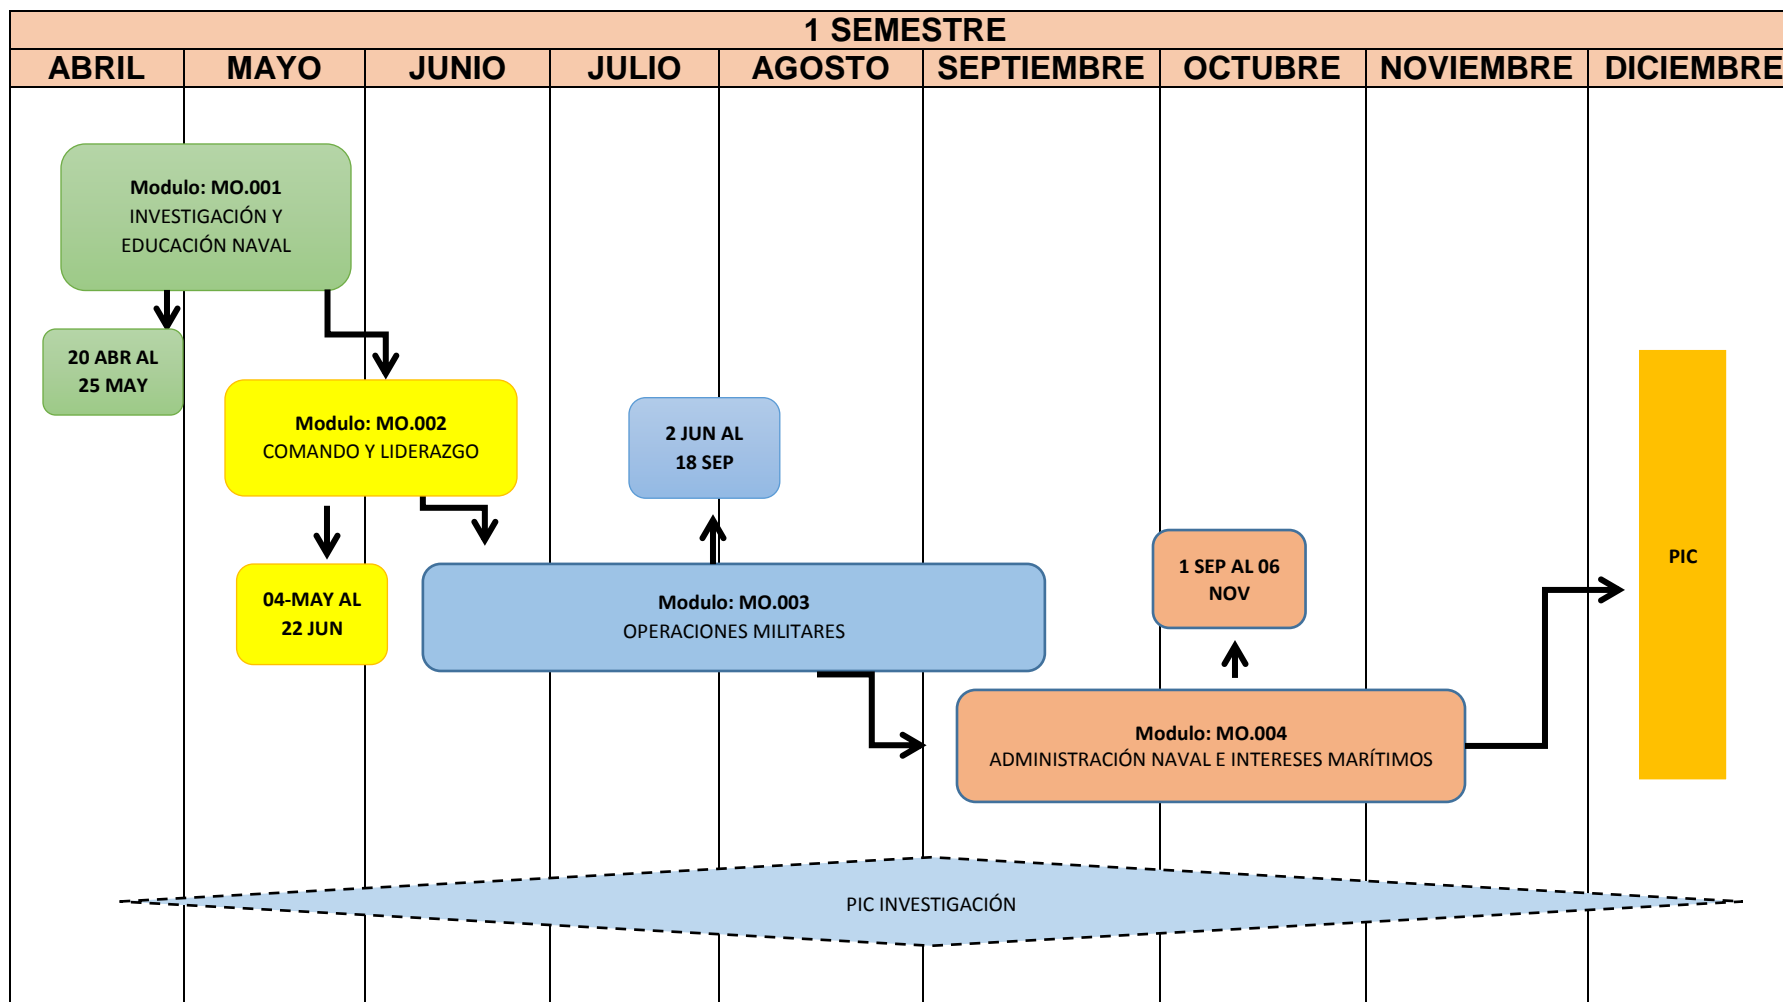 1 SEMESTRE
ABRIL MAYO JUNIO JULIO AGOSTO SEPTIEMBRE OCTUBRE NOVIEMBRE DICIEMBRE
Modulo: MO.001
INVESTIGACIÓN Y
EDUCACIÓN NAVAL
20 ABR AL
25 MAY
Modulo: MO.002
COMANDO Y LIDERAZGO
04-MAY AL
22 JUN
2 JUN AL
18 SEP
Modulo: MO.003
OPERACIONES MILITARES
1 SEP AL 06
NOV
Modulo: MO.004
ADMINISTRACIÓN NAVAL E INTERESES MARÍTIMOS
PIC
PIC INVESTIGACIÓN